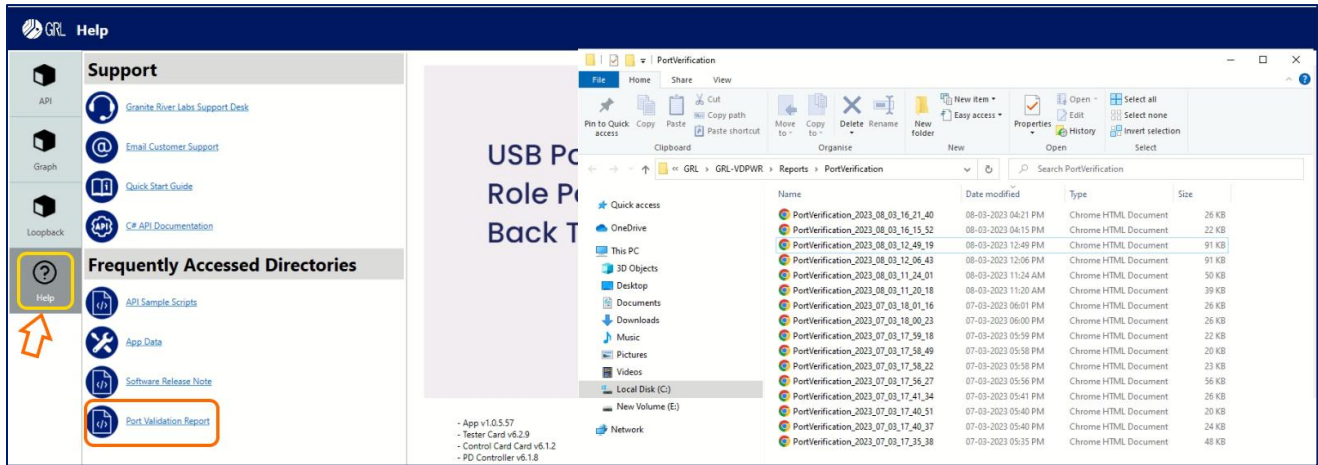 GRL Help
API
Graph
Loopback
Help
Support
Granite River Labs Support Desk
Email Customer Support
Quick Start Guide
C# API Documentation
Frequently Accessed Directories
API Sample Scripts
App Data
Software Release Note
Port Validation Report
USB Po
Role Po
Back T
- App v1.0.5.57
- Tester Card v6.2.9
- Control Card Card v6.1.2
- PD Controller v6.1.8
PortVerification
File Home Share View
Pin to Quick access
Copy
Paste
Cut
Copy path
Paste shortcut
Clipboard
Move to
Copy to
Delete
Rename
Organise
New folder
New item
Easy access
New
Properties
Open
Edit
History
Open
Select all
Select none
Invert selection
Select
« GRL › GRL-VDPWR › Reports › PortVerification
Search PortVerification
Quick access
OneDrive
This PC
3D Objects
Desktop
Documents
Downloads
Music
Pictures
Videos
Local Disk (C:)
New Volume (E:)
Network
Name Date modified Type Size
PortVerification_2023_08_03_16_21_40 08-03-2023 04:21 PM Chrome HTML Document 26 KB
PortVerification_2023_08_03_16_15_52 08-03-2023 04:15 PM Chrome HTML Document 22 KB
PortVerification_2023_08_03_12_49_19 08-03-2023 12:49 PM Chrome HTML Document 91 KB
PortVerification_2023_08_03_12_06_43 08-03-2023 12:06 PM Chrome HTML Document 91 KB
PortVerification_2023_08_03_11_24_01 08-03-2023 11:24 AM Chrome HTML Document 50 KB
PortVerification_2023_08_03_11_20_18 08-03-2023 11:20 AM Chrome HTML Document 39 KB
PortVerification_2023_07_03_18_01_16 07-03-2023 06:01 PM Chrome HTML Document 26 KB
PortVerification_2023_07_03_18_00_23 07-03-2023 06:00 PM Chrome HTML Document 26 KB
PortVerification_2023_07_03_17_59_18 07-03-2023 05:59 PM Chrome HTML Document 22 KB
PortVerification_2023_07_03_17_58_49 07-03-2023 05:58 PM Chrome HTML Document 20 KB
PortVerification_2023_07_03_17_58_22 07-03-2023 05:58 PM Chrome HTML Document 23 KB
PortVerification_2023_07_03_17_56_27 07-03-2023 05:56 PM Chrome HTML Document 56 KB
PortVerification_2023_07_03_17_41_34 07-03-2023 05:41 PM Chrome HTML Document 26 KB
PortVerification_2023_07_03_17_40_51 07-03-2023 05:40 PM Chrome HTML Document 20 KB
PortVerification_2023_07_03_17_40_37 07-03-2023 05:40 PM Chrome HTML Document 24 KB
PortVerification_2023_07_03_17_35_38 07-03-2023 05:35 PM Chrome HTML Document 48 KB